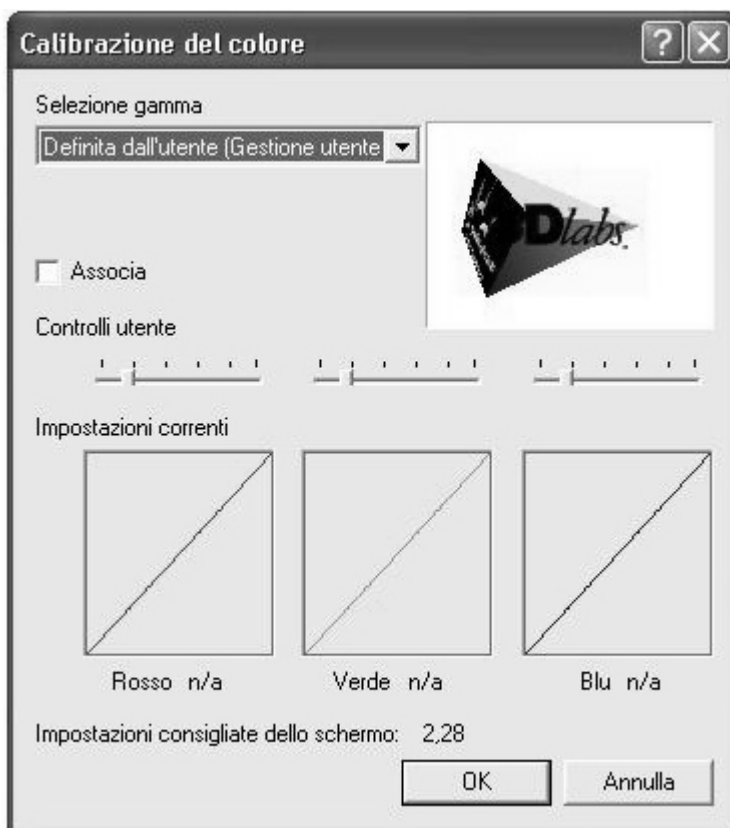 Calibrazione del colore
Selezione gamma
Definita dall'utente (Gestione utente
3Dlabs.
Associa
Controlli utente
Impostazioni correnti
Rosso n/a
Verde n/a
Blu n/a
Impostazioni consigliate dello schermo: 2,28
OK
Annulla